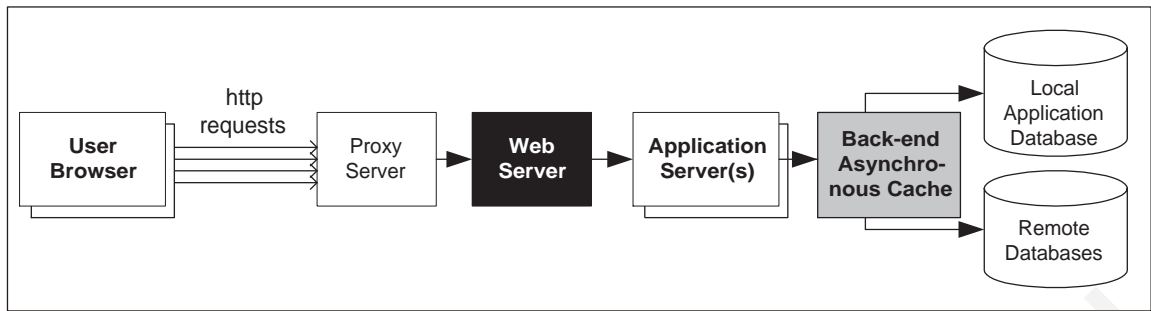 http
requests
User
Browser
Proxy
Server
Web
Server
Application
Server(s)
Back-end
Asynchro-
nous Cache
Local
Application
Database
Remote
Databases